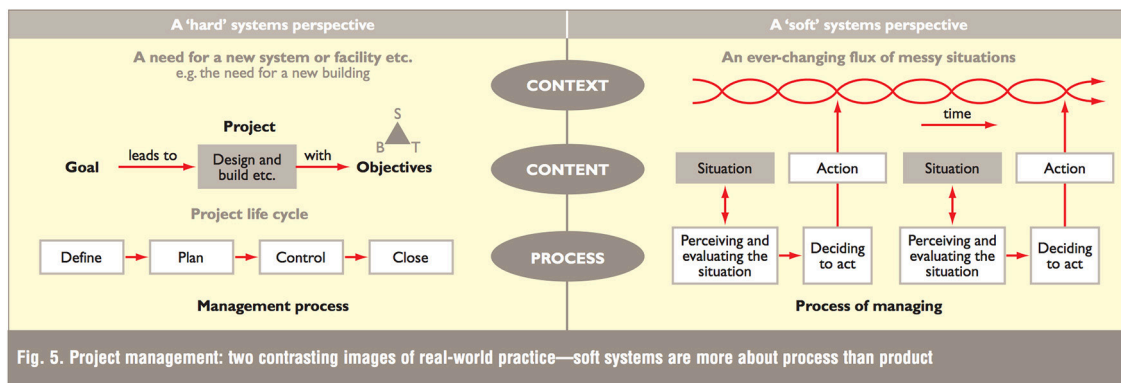 A 'hard' systems perspective
A 'soft' systems perspective
A need for a new system or facility etc.
e.g. the need for a new building
CONTEXT
An ever-changing flux of messy situations
time
Project
S
B T
Goal
leads to
Design and
build etc.
with
Objectives
CONTENT
Situation
Action
Situation
Action
Project life cycle
Define
Plan
Control
Close
PROCESS
Perceiving and
evaluating the
situation
Deciding
to act
Perceiving and
evaluating the
situation
Deciding
to act
Management process
Process of managing
Fig. 5. Project management: two contrasting images of real-world practice—soft systems are more about process than product